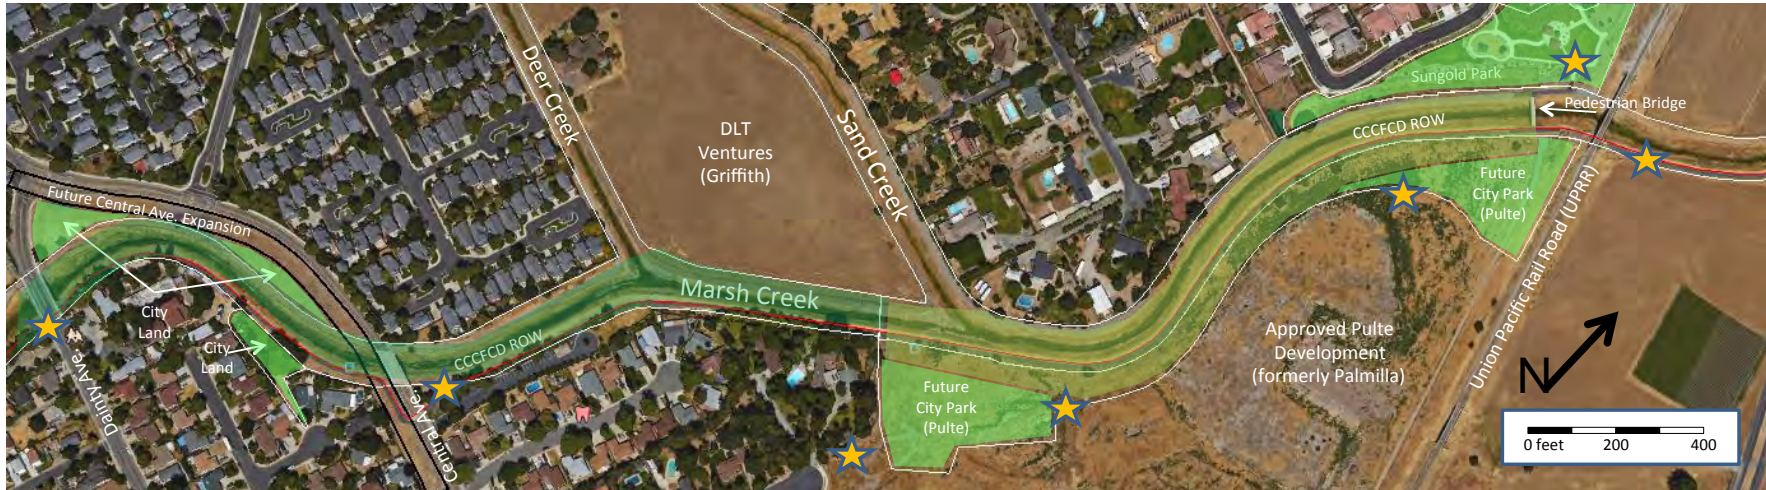 Deer Creek
DLT
Ventures
(Griffith)
Sand Creek
Sungold Park
Pedestrian Bridge
CCCFCD ROW
Future
City Park
(Pulte)
Union Pacific Rail Road (UPRR)
Future Central Ave. Expansion
City
Land
City
Land
Dainty Ave
Central Ave.
CCCFCD ROW
Marsh Creek
Future
City Park
(Pulte)
Approved Pulte
Development
(formerly Palmilla)
N
0 feet 200 400